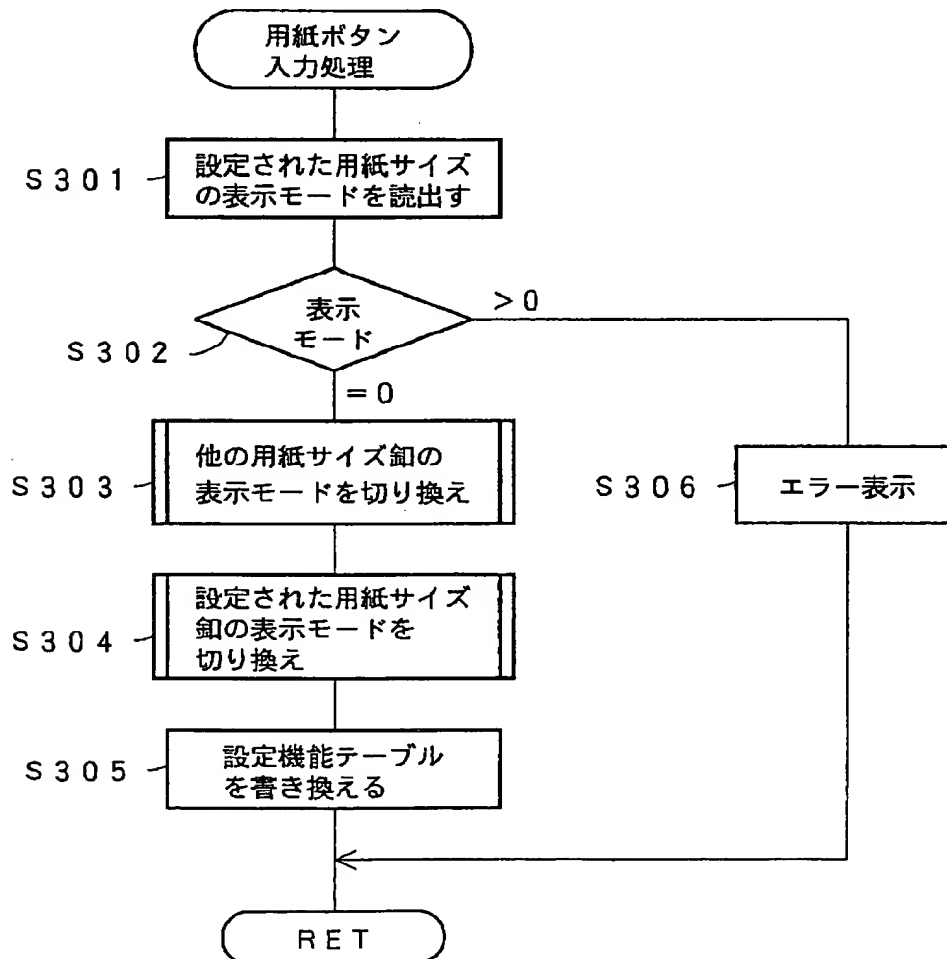 用紙ボタン
入力処理
S301
設定された用紙サイズ
の表示モードを読出す
S302
表示
モード
>0
=0
S303
他の用紙サイズ釦の
表示モードを切り換え
S306
エラー表示
S304
設定された用紙サイズ
釦の表示モードを
切り換え
S305
設定機能テーブル
を書き換える
RET